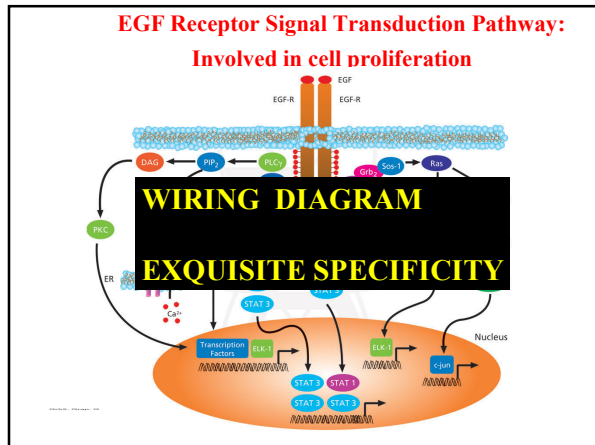 EGF Receptor Signal Transduction Pathway:
Involved in cell proliferation
EGF
EGF-R EGF-R
DAG PIP2 PLCγ Grb2 Sos-1 Ras
WIRING DIAGRAM
PKC
EXQUISITE SPECIFICITY
ER
STAT 3
Ca2+
Nucleus
Transcription
Factors
ELK-1
ELK-1
c-jun
STAT 3 STAT 1
STAT 3 STAT 3